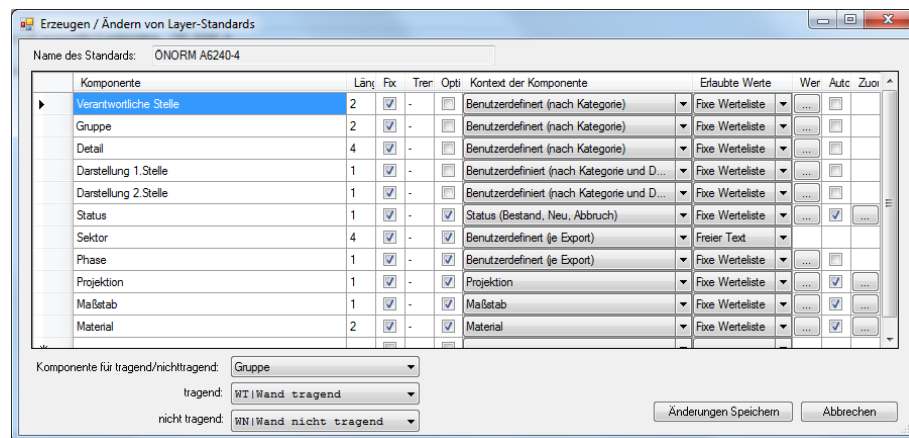 Erzeugen / Ändern von Layer-Standards
Name des Standards: ÖNORM A6240-4
Komponente Läng Fix Tren Opti Kontext der Komponente Erlaubte Werte Wer Auto Zuor
Verantwortliche Stelle 2 - Benutzerdefinert (nach Kategorie) Fixe Werteliste ...
Gruppe 2 - Benutzerdefinert (nach Kategorie) Fixe Werteliste ...
Detail 4 - Benutzerdefinert (nach Kategorie) Fixe Werteliste ...
Darstellung 1.Stelle 1 - Benutzerdefiniert (nach Kategorie und D... Fixe Werteliste ...
Darstellung 2.Stelle 1 - Benutzerdefiniert (nach Kategorie und D... Fixe Werteliste ...
Status 1 - Status (Bestand, Neu, Abbruch) Fixe Werteliste ... ...
Sektor 4 - Benutzerdefinert (je Export) Freier Text
Phase 1 - Benutzerdefinert (je Export) Fixe Werteliste ...
Projektion 1 - Projektion Fixe Werteliste ... ...
Maßstab 1 - Maßstab Fixe Werteliste ... ...
Material 2 - Material Fixe Werteliste ... ...
Komponente für tragend/nichttragend: Gruppe
tragend: WT|Wand tragend
nicht tragend: WN|Wand nicht tragend
Änderungen Speichern Abbrechen